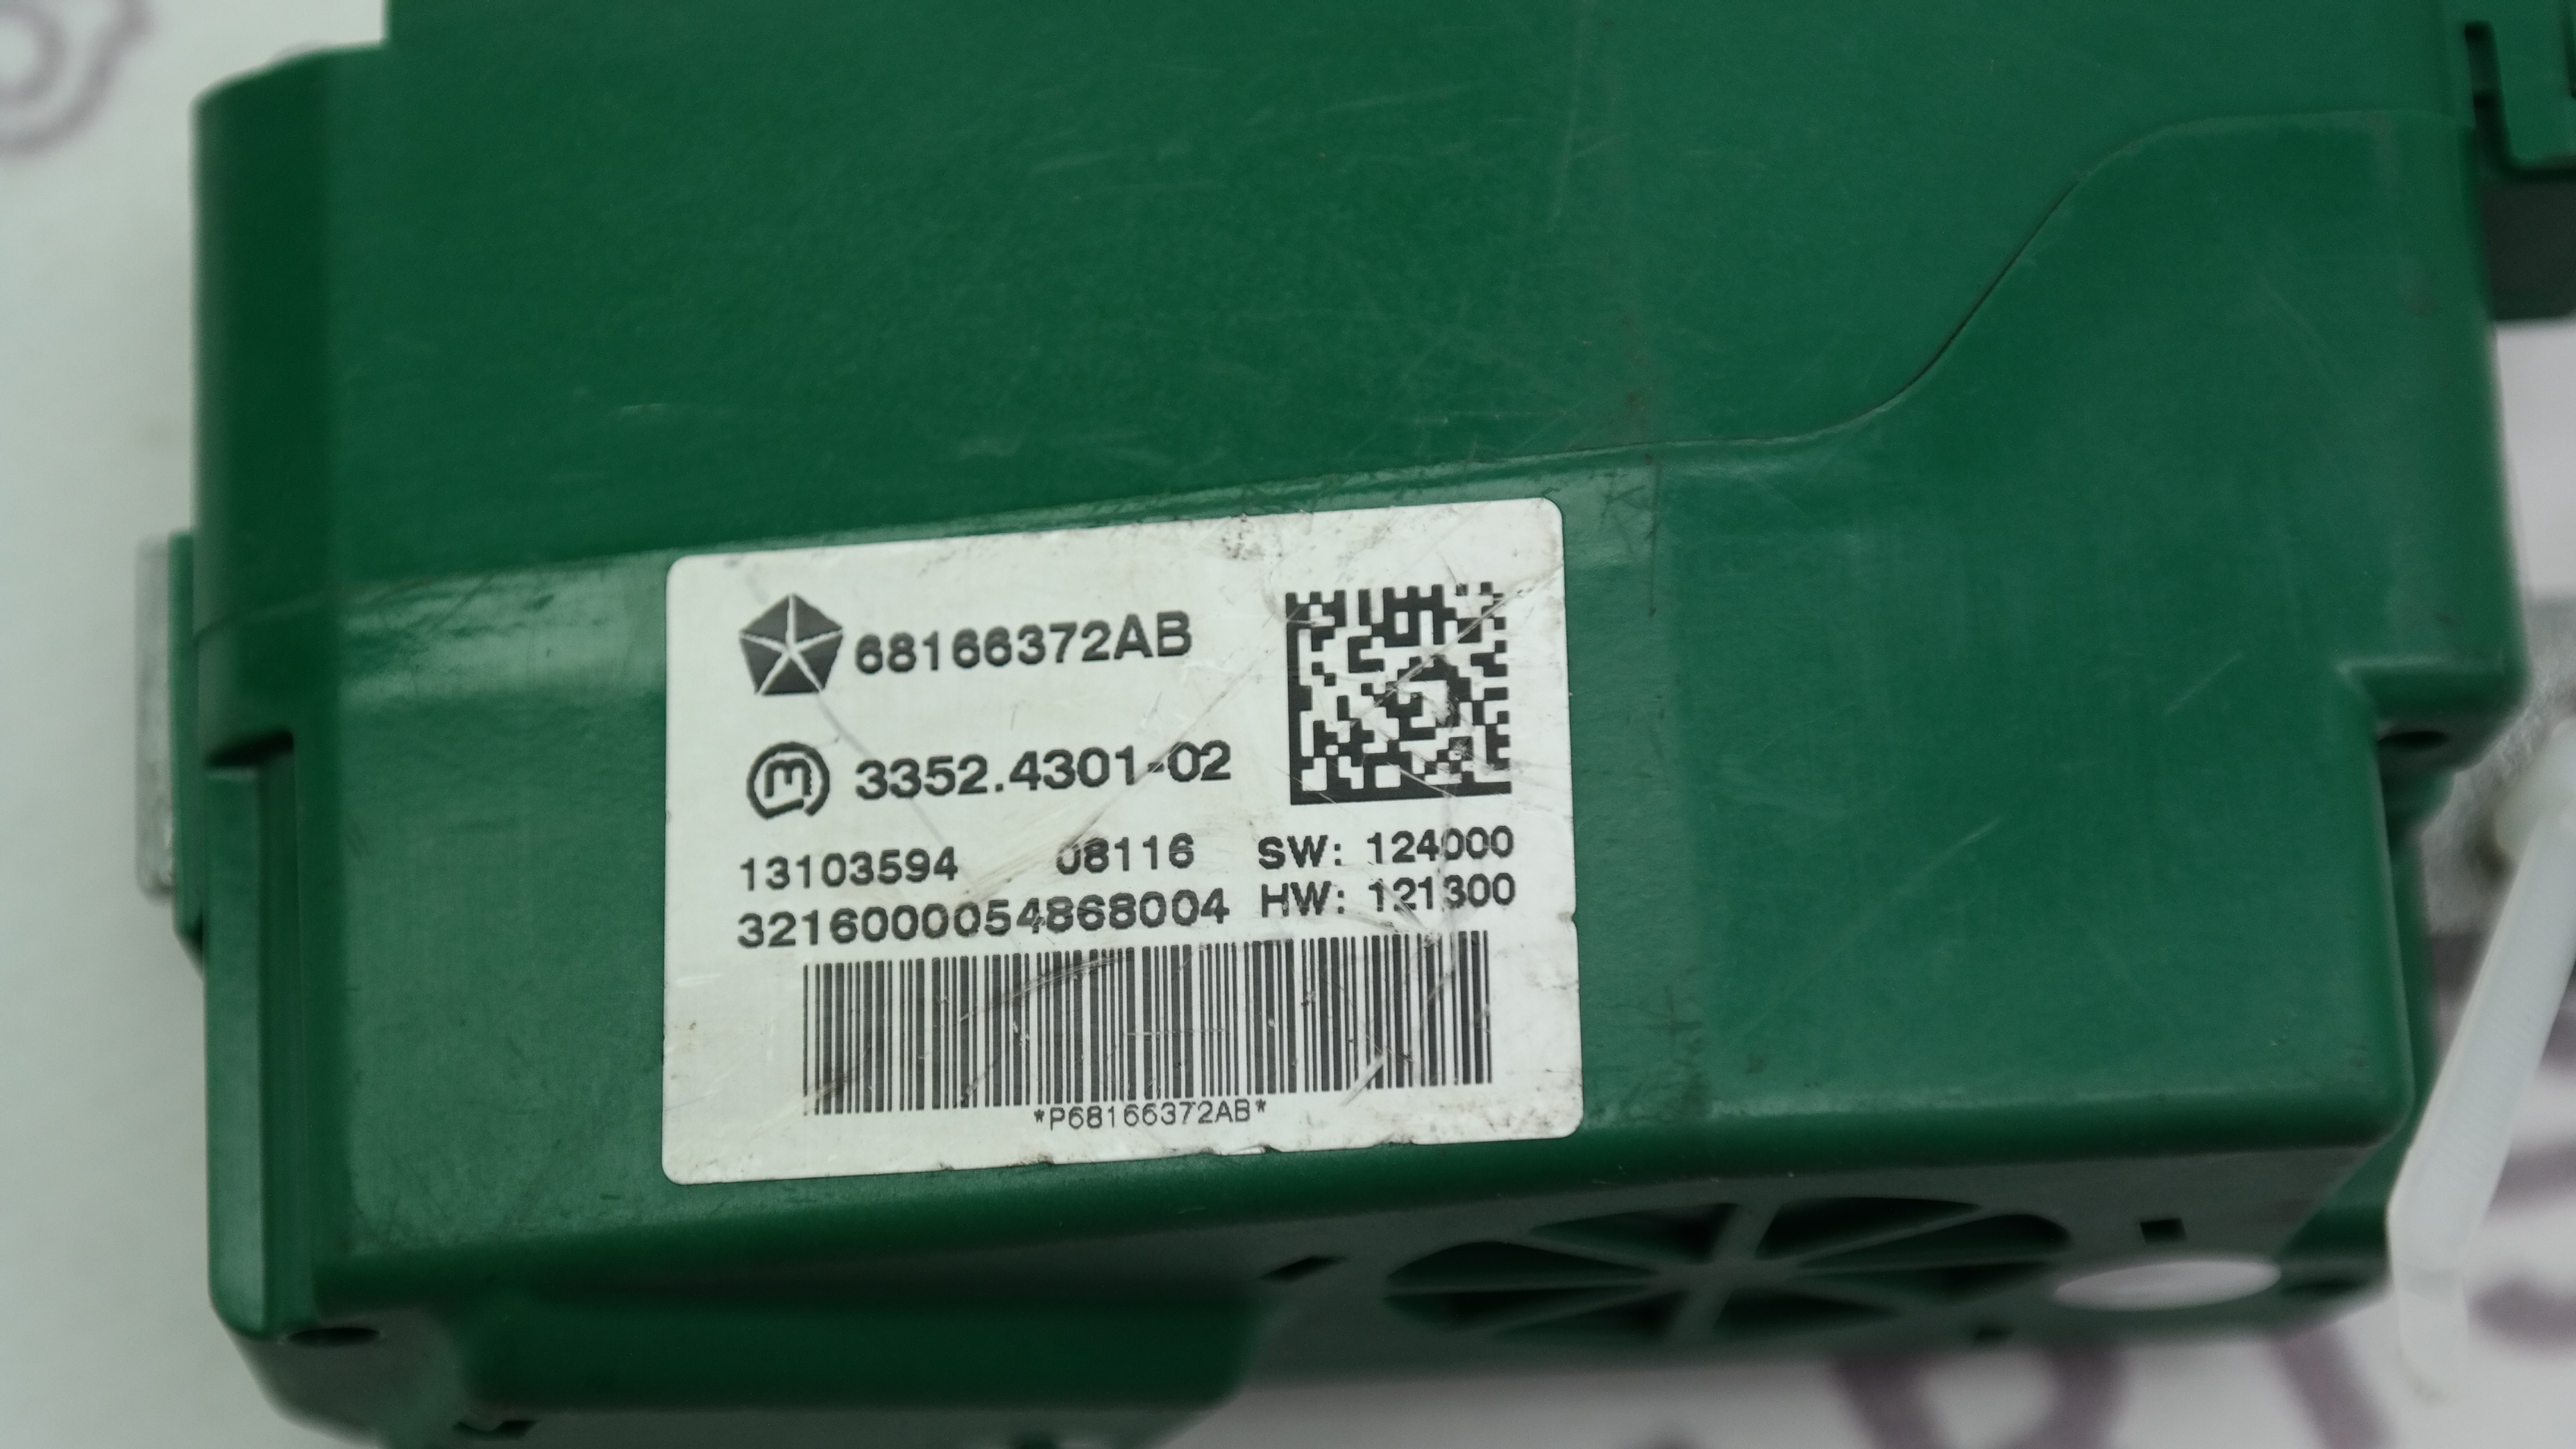 68166372AB
m 3352.4301-02
13103594 08116 SW: 124000
3216000054868004 HW: 121300
*P68166372AB*